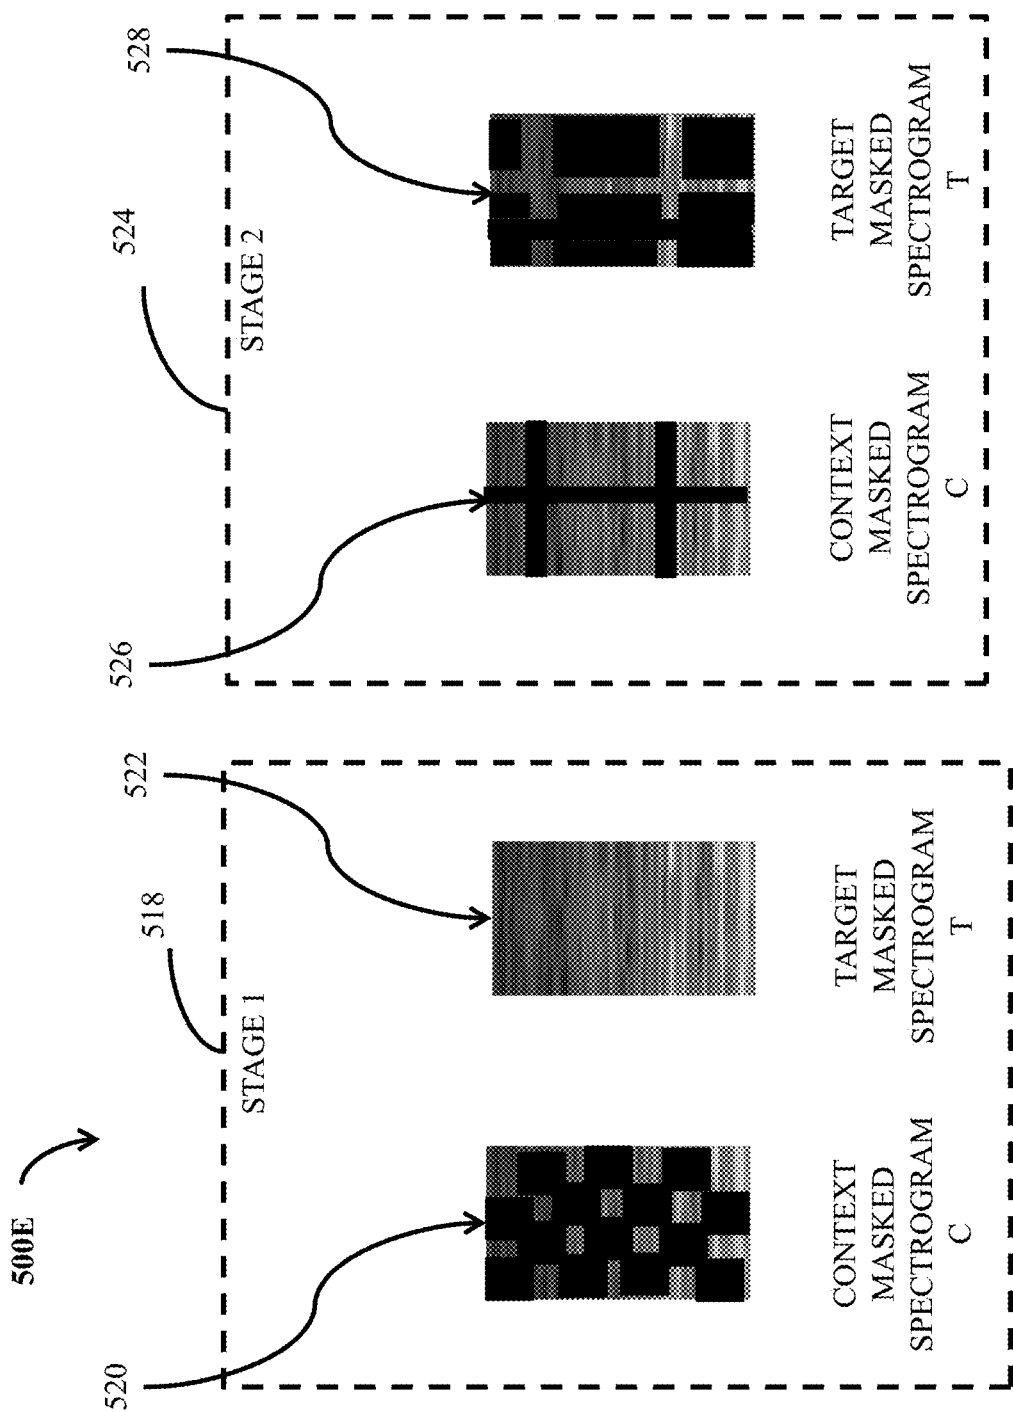 500E
518
520
522
STAGE 1
CONTEXT
MASKED
SPECTROGRAM
C
TARGET
MASKED
SPECTROGRAM
T
524
526
528
STAGE 2
CONTEXT
MASKED
SPECTROGRAM
C
TARGET
MASKED
SPECTROGRAM
T